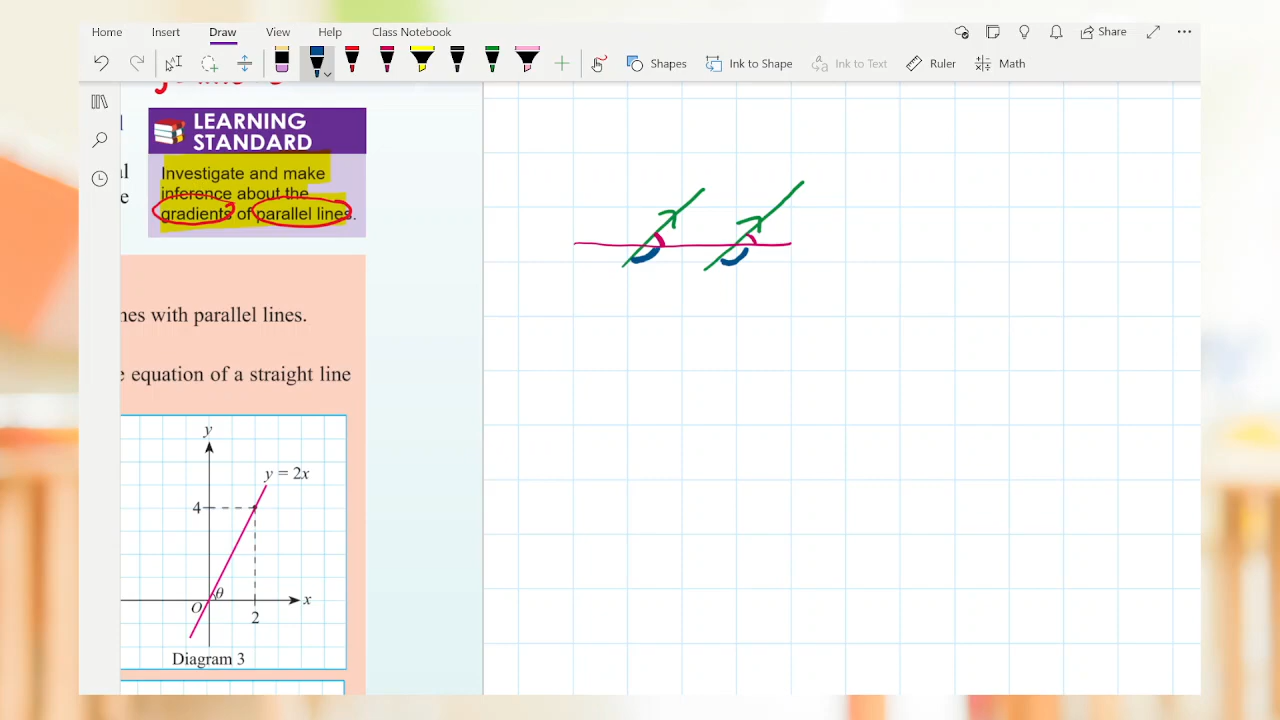 Home Insert Draw View Help Class Notebook
Share
Shapes Ink to Shape Ink to Text Ruler Math
LEARNING
STANDARD
Investigate and make
inference about the
gradients of parallel lines.
nes with parallel lines.
equation of a straight line
y
y = 2x
4
θ
O
x
2
Diagram 3